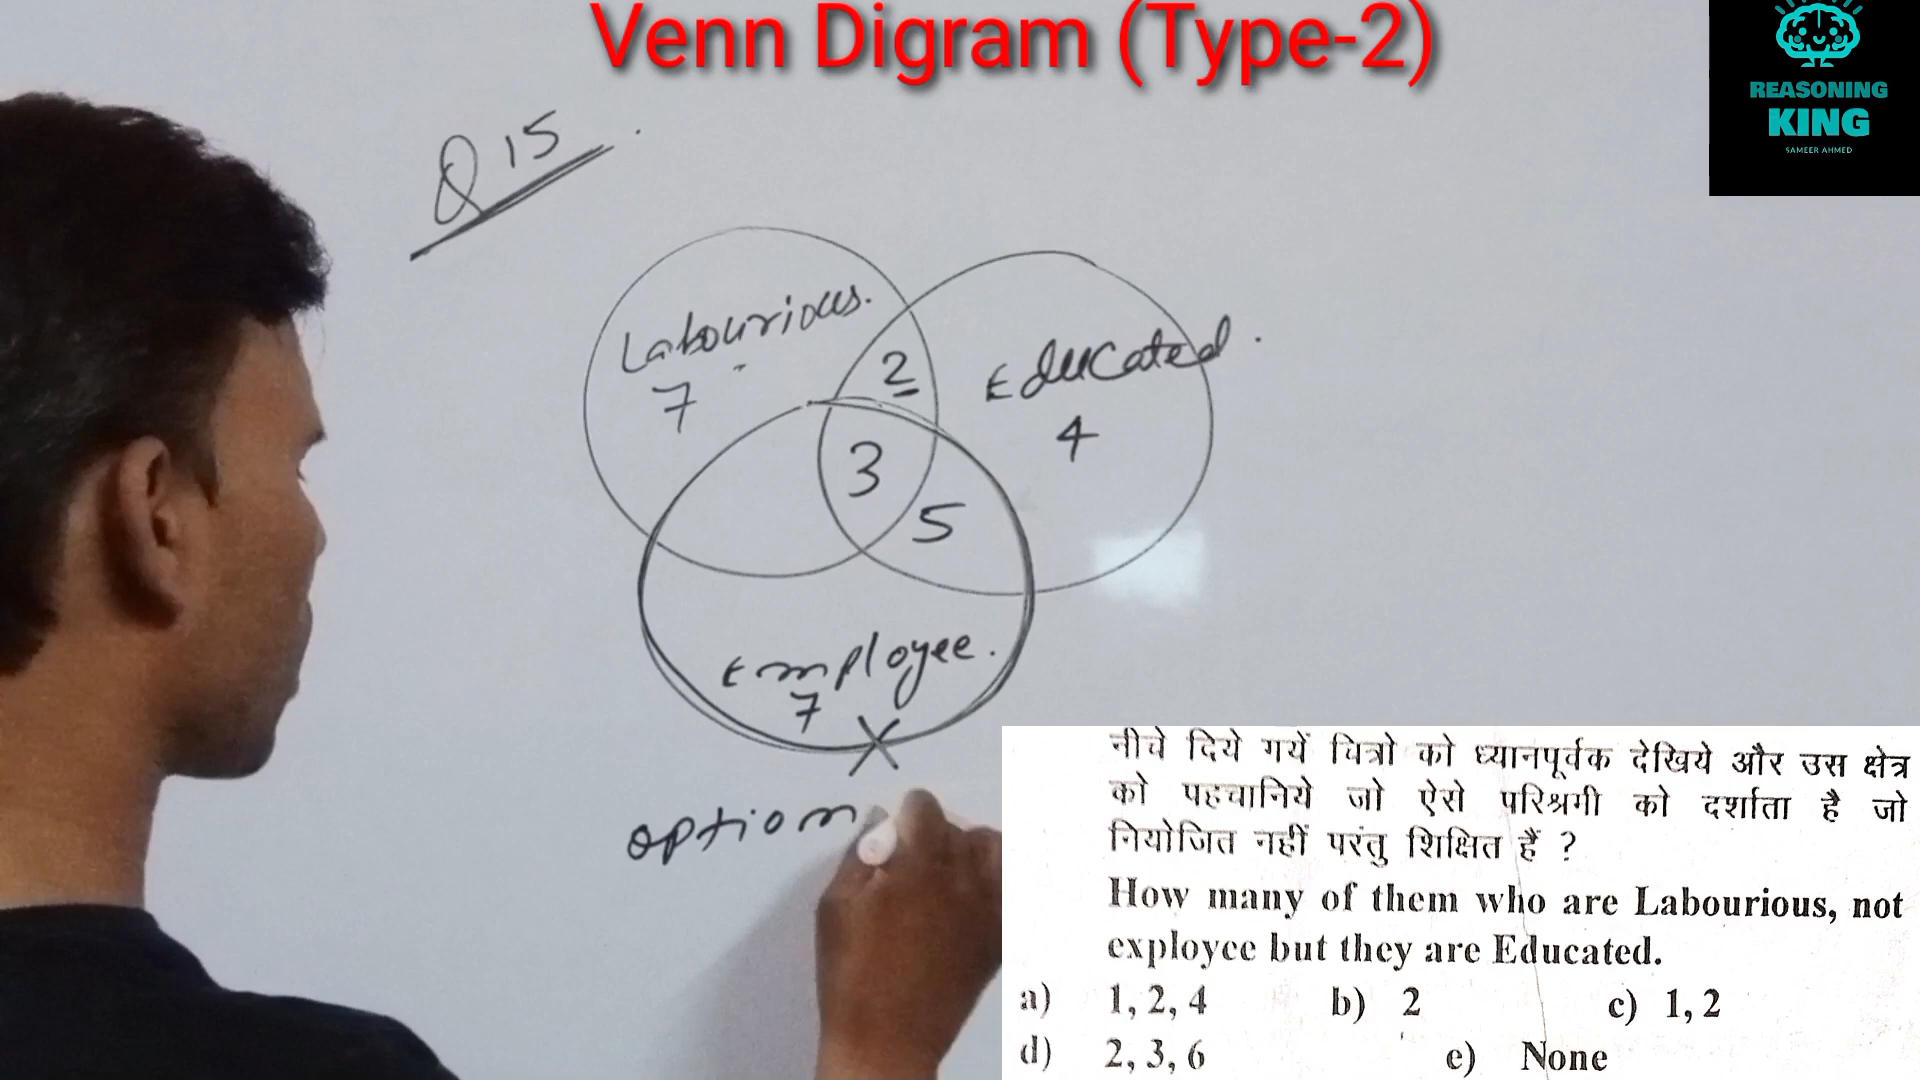 Venn Digram (Type-2)
REASONING
KING
SAMEER AHMED
Q 15
Labourious.
7
2
Educated.
4
3
5
Employee.
7
option
नीचे दिये गयें चित्रो को ध्यानपूर्वक देखिये और उस क्षेत्र
को पहचानिये जो ऐसे परिश्रमी को दर्शाता है जो
नियोजित नहीं परंतु शिक्षित हैं ?
How many of them who are Labourious, not
exployee but they are Educated.
a) 1, 2, 4 b) 2 c) 1, 2
d) 2, 3, 6 e) None